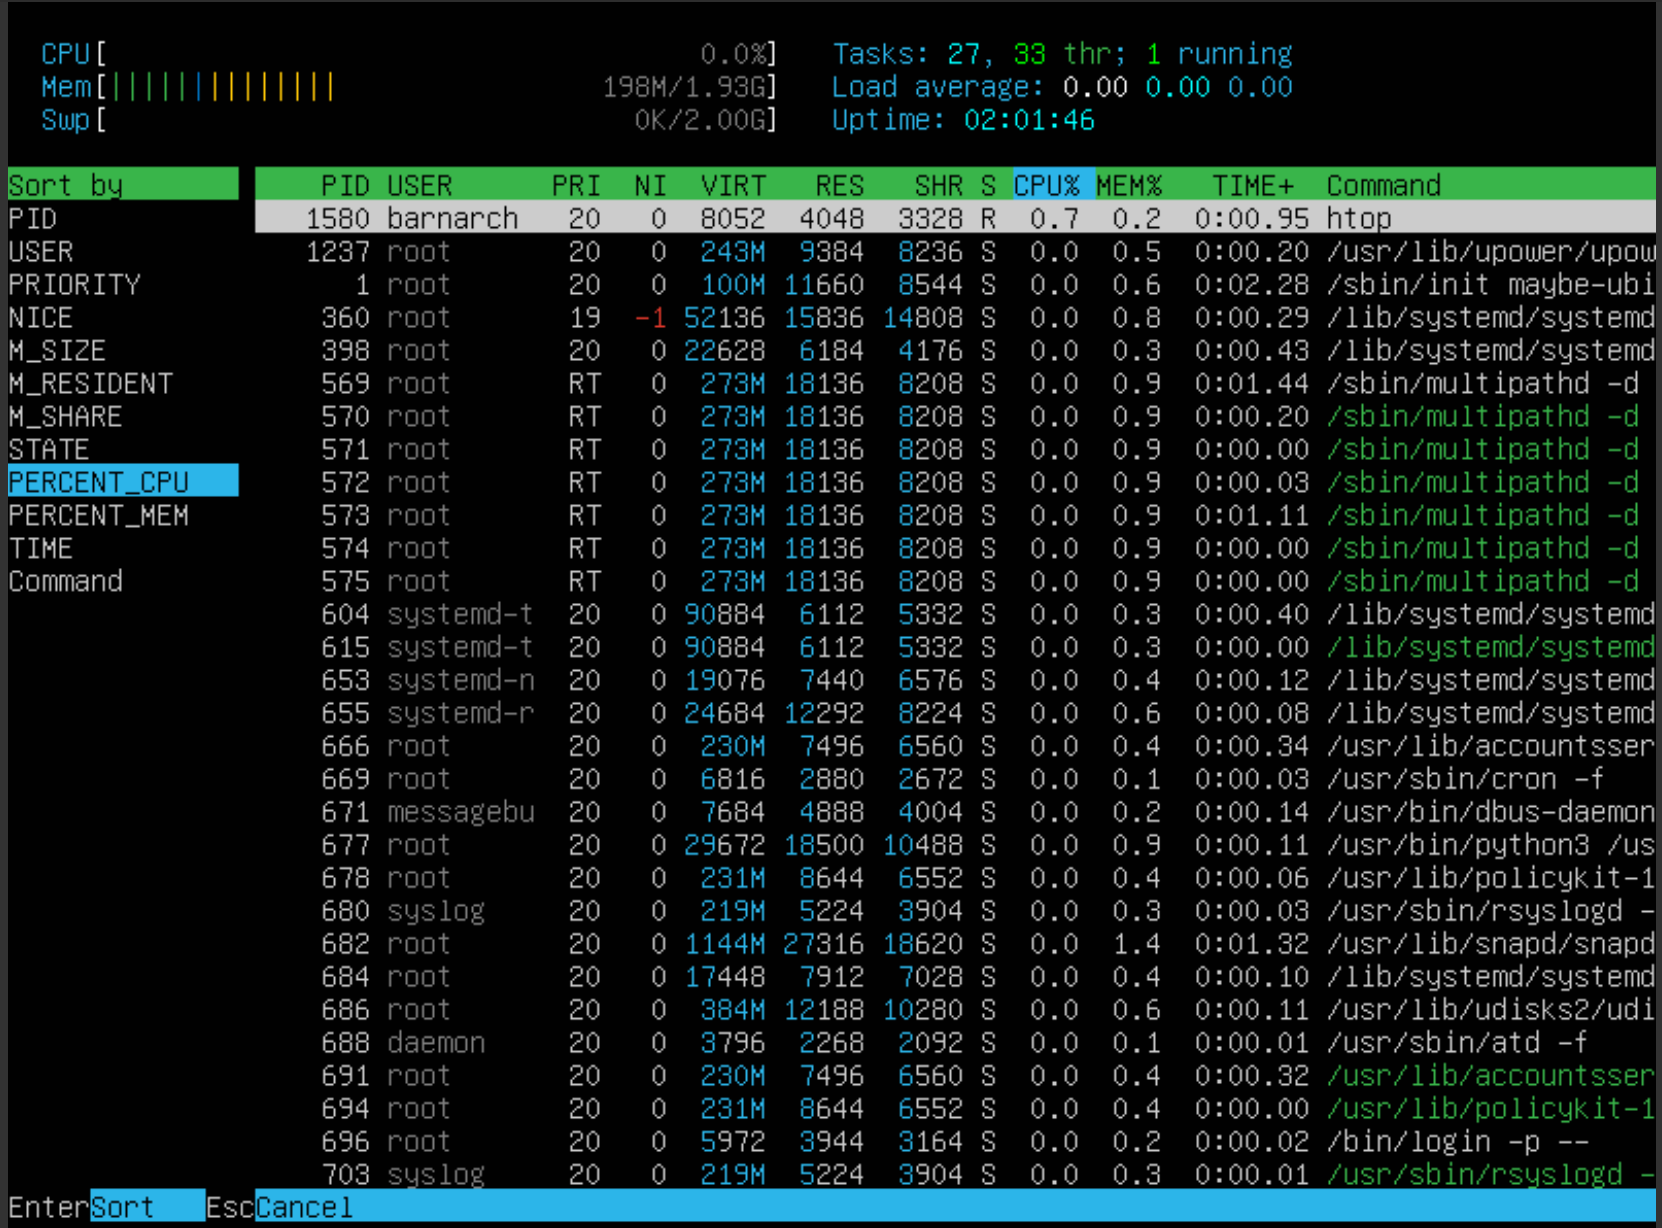 CPU[ 0.0%] Tasks: 27, 33 thr; 1 running
Mem[|||||||||||||| 198M/1.93G] Load average: 0.00 0.00 0.00
Swp[ 0K/2.00G] Uptime: 02:01:46
Sort by PID USER PRI NI VIRT RES SHR S CPU% MEM% TIME+ Command
PID 1580 barnarch 20 0 8052 4048 3328 R 0.7 0.2 0:00.95 htop
USER 1237 root 20 0 243M 9384 8236 S 0.0 0.5 0:00.20 /usr/lib/upower/upow
PRIORITY 1 root 20 0 100M 11660 8544 S 0.0 0.6 0:02.28 /sbin/init maybe-ubi
NICE 360 root 19 -1 52136 15836 14808 S 0.0 0.8 0:00.29 /lib/systemd/systemd
M_SIZE 398 root 20 0 22628 6184 4176 S 0.0 0.3 0:00.43 /lib/systemd/systemd
M_RESIDENT 569 root RT 0 273M 18136 8208 S 0.0 0.9 0:01.44 /sbin/multipathd -d
M_SHARE 570 root RT 0 273M 18136 8208 S 0.0 0.9 0:00.20 /sbin/multipathd -d
STATE 571 root RT 0 273M 18136 8208 S 0.0 0.9 0:00.00 /sbin/multipathd -d
PERCENT_CPU 572 root RT 0 273M 18136 8208 S 0.0 0.9 0:00.03 /sbin/multipathd -d
PERCENT_MEM 573 root RT 0 273M 18136 8208 S 0.0 0.9 0:01.11 /sbin/multipathd -d
TIME 574 root RT 0 273M 18136 8208 S 0.0 0.9 0:00.00 /sbin/multipathd -d
Command 575 root RT 0 273M 18136 8208 S 0.0 0.9 0:00.00 /sbin/multipathd -d
604 systemd-t 20 0 90884 6112 5332 S 0.0 0.3 0:00.40 /lib/systemd/systemd
615 systemd-t 20 0 90884 6112 5332 S 0.0 0.3 0:00.00 /lib/systemd/systemd
653 systemd-n 20 0 19076 7440 6576 S 0.0 0.4 0:00.12 /lib/systemd/systemd
655 systemd-r 20 0 24684 12292 8224 S 0.0 0.6 0:00.08 /lib/systemd/systemd
666 root 20 0 230M 7496 6560 S 0.0 0.4 0:00.34 /usr/lib/accountsser
669 root 20 0 6816 2880 2672 S 0.0 0.1 0:00.03 /usr/sbin/cron -f
671 messagebu 20 0 7684 4888 4004 S 0.0 0.2 0:00.14 /usr/bin/dbus-daemon
677 root 20 0 29672 18500 10488 S 0.0 0.9 0:00.11 /usr/bin/python3 /us
678 root 20 0 231M 8644 6552 S 0.0 0.4 0:00.06 /usr/lib/policykit-1
680 syslog 20 0 219M 5224 3904 S 0.0 0.3 0:00.03 /usr/sbin/rsyslogd -
682 root 20 0 1144M 27316 18620 S 0.0 1.4 0:01.32 /usr/lib/snapd/snapd
684 root 20 0 17448 7912 7028 S 0.0 0.4 0:00.10 /lib/systemd/systemd
686 root 20 0 384M 12188 10280 S 0.0 0.6 0:00.11 /usr/lib/udisks2/udi
688 daemon 20 0 3796 2268 2092 S 0.0 0.1 0:00.01 /usr/sbin/atd -f
691 root 20 0 230M 7496 6560 S 0.0 0.4 0:00.32 /usr/lib/accountsser
694 root 20 0 231M 8644 6552 S 0.0 0.4 0:00.00 /usr/lib/policykit-1
696 root 20 0 5972 3944 3164 S 0.0 0.2 0:00.02 /bin/login -p --
703 syslog 20 0 219M 5224 3904 S 0.0 0.3 0:00.01 /usr/sbin/rsyslogd -
EnterSort EscCancel